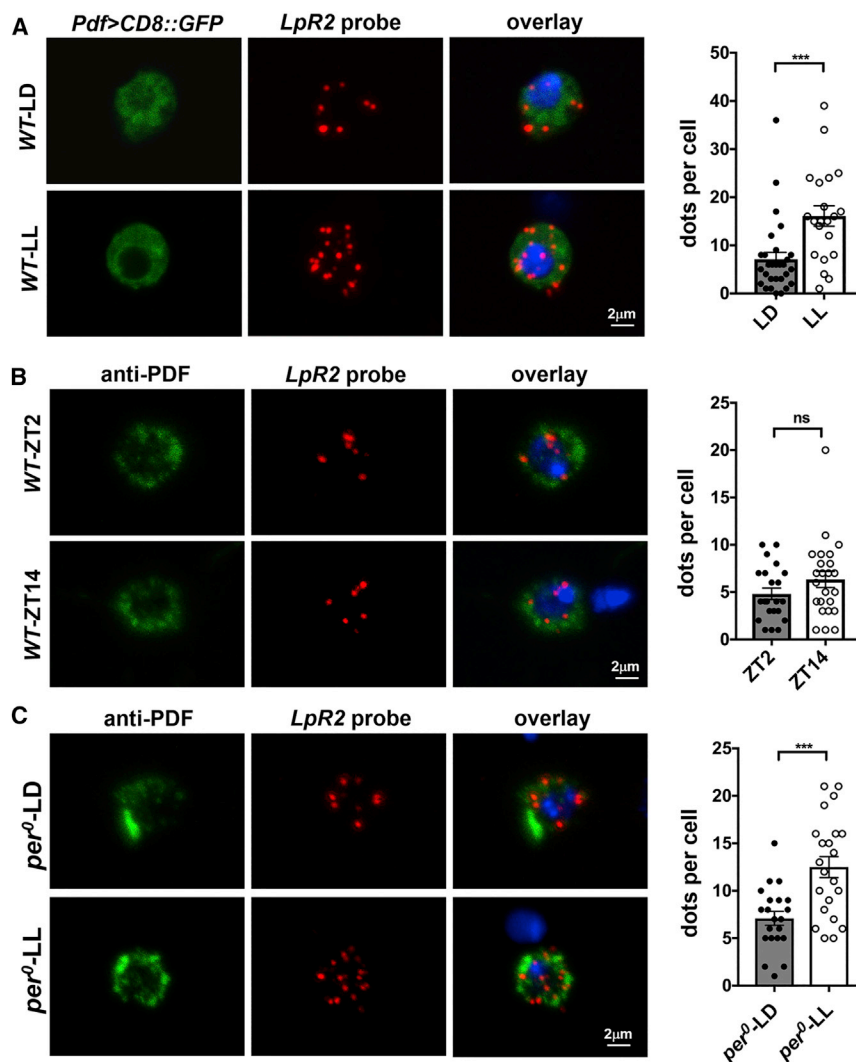 A
Pdf>CD8::GFP LpR2 probe overlay
WT-LD
WT-LL
2μm
dots per cell
50
40
30
20
10
0
***
LD LL
B
anti-PDF LpR2 probe overlay
WT-ZT2
WT-ZT14
2μm
dots per cell
25
20
15
10
5
0
ns
ZT2 ZT14
C
anti-PDF LpR2 probe overlay
per⁰-LD
per⁰-LL
2μm
dots per cell
25
20
15
10
5
0
***
per⁰-LD per⁰-LL